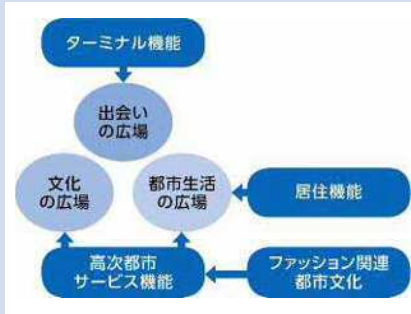 ターミナル機能
出会い
の広場
文化
の広場
都市生活
の広場
居住機能
高次都市
サービス機能
ファッション関連
都市文化